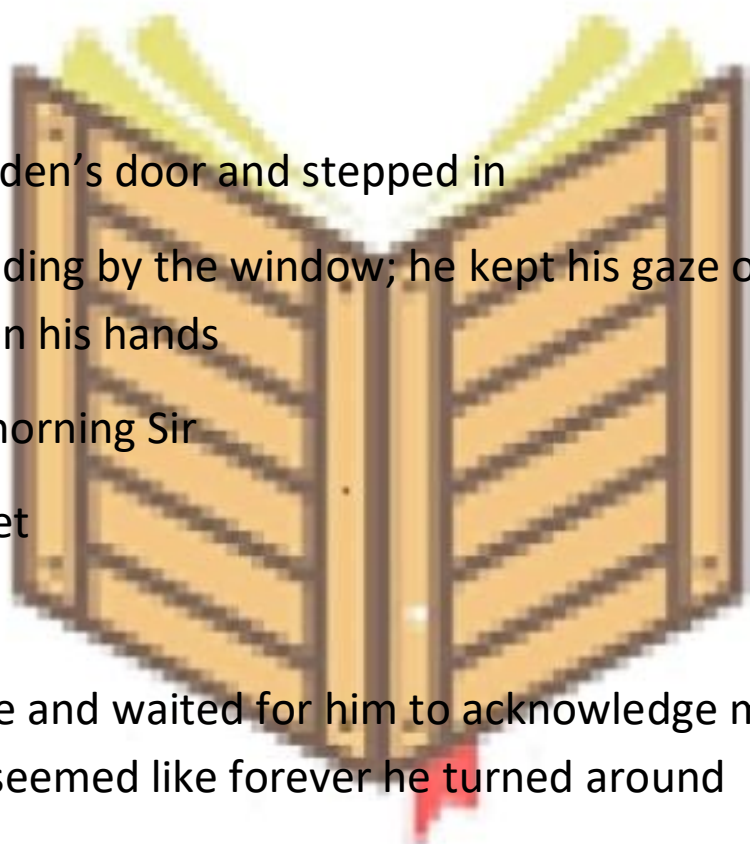 den’s door and stepped in
ding by the window; he kept his gaze o
n his hands
norning Sir
et
e and waited for him to acknowledge m
seemed like forever he turned around